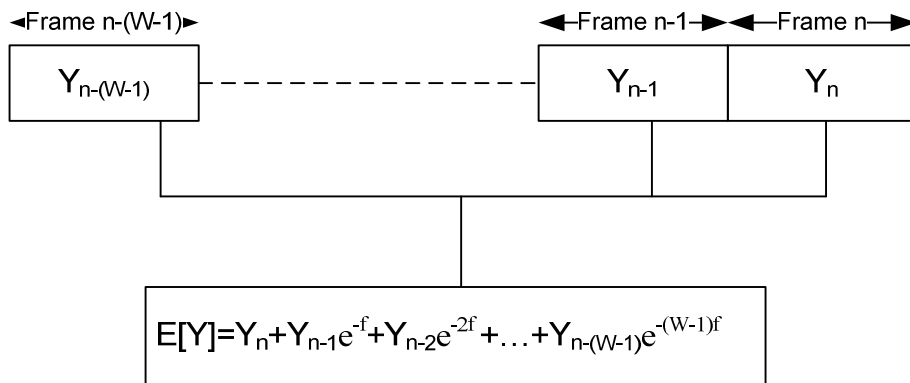 Frame n-(W-1) Frame n-1 Frame n
Yₙ₋₍W₋₁₎ Yₙ₋₁ Yₙ
E[Y]=Yₙ+Yₙ₋₁e⁻ᶠ+Yₙ₋₂e⁻²ᶠ+…+Yₙ₋₍W₋₁₎e⁻⁽ᵂ⁻¹⁾ᶠ